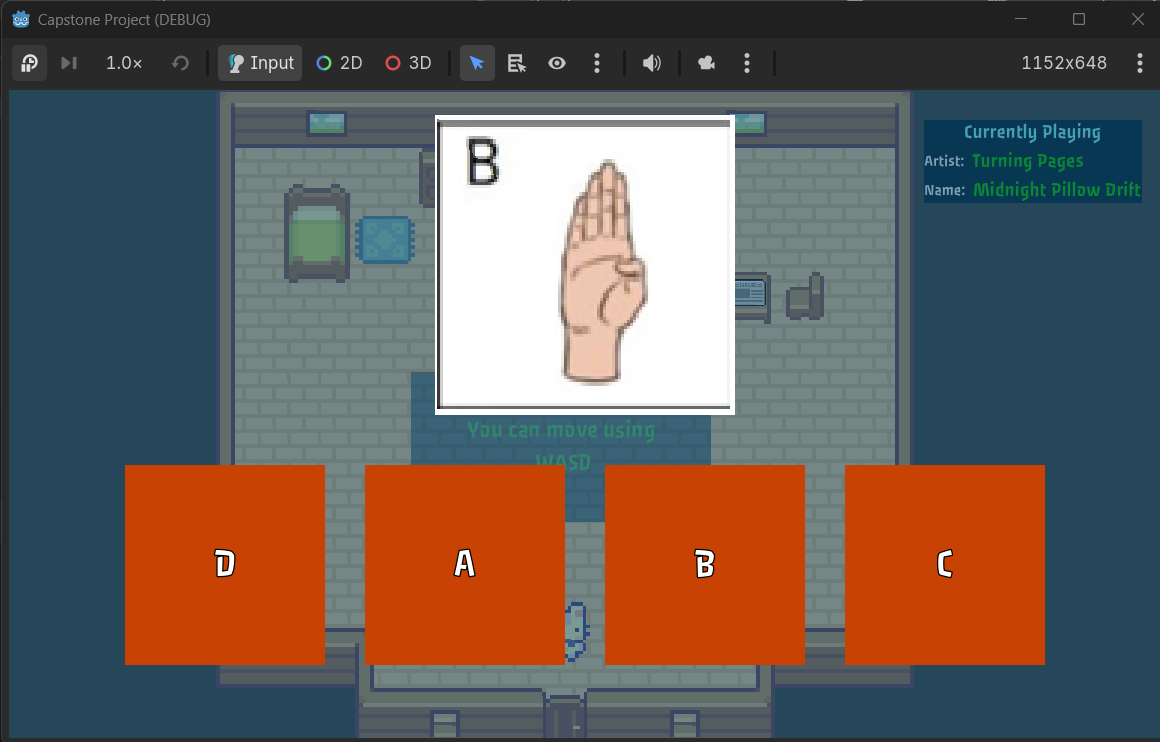 Capstone Project (DEBUG)
1.0×
Input
2D
3D
1152x648
Currently Playing
Artist: Turning Pages
Name: Midnight Pillow Drift
B
You can move using
WASD
D
A
B
C